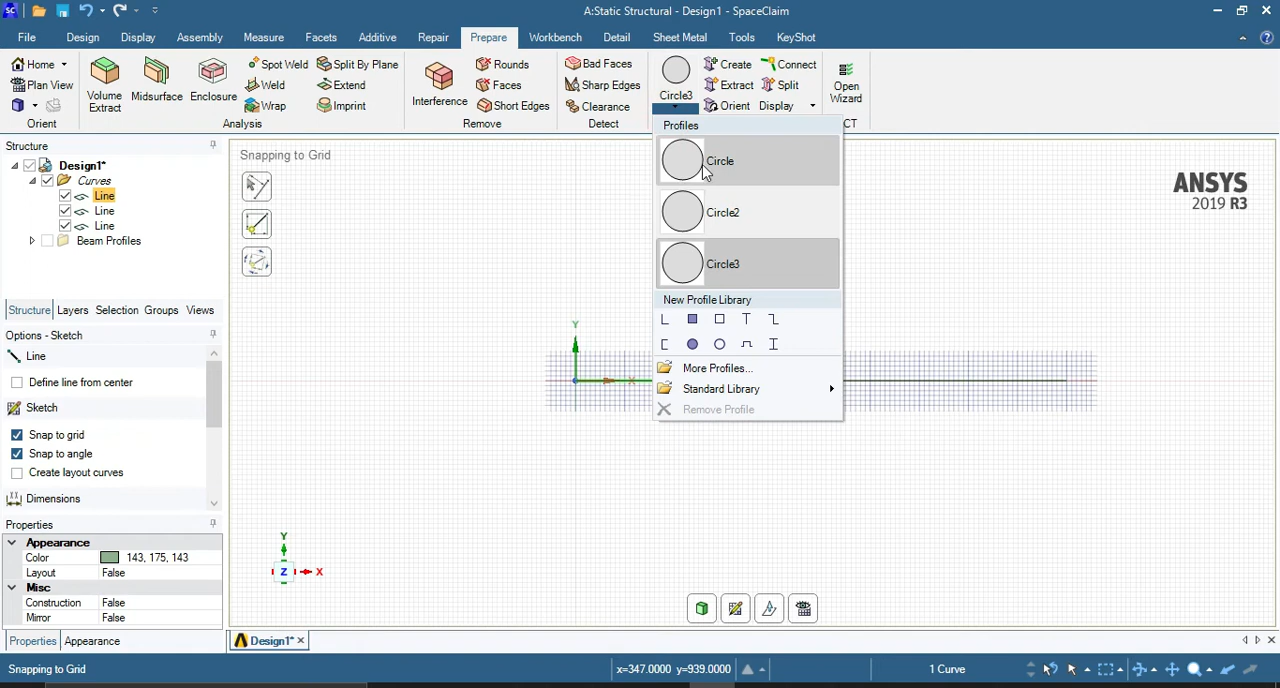 SC
A:Static Structural - Design1 - SpaceClaim
File Design Display Assembly Measure Facets Additive Repair Prepare Workbench Detail Sheet Metal Tools KeyShot
Home
Plan View
Orient
Volume Extract
Midsurface
Enclosure
Spot Weld
Weld
Wrap
Split By Plane
Extend
Imprint
Analysis
Interference
Rounds
Faces
Short Edges
Remove
Bad Faces
Sharp Edges
Clearance
Detect
Circle3
Create
Extract
Orient
Connect
Split
Display
Open Wizard
CT
Structure
Design1*
Curves
Line
Line
Line
Beam Profiles
Structure Layers Selection Groups Views
Options - Sketch
Line
Define line from center
Sketch
Snap to grid
Snap to angle
Create layout curves
Dimensions
Properties
Appearance
Color 143, 175, 143
Layout False
Misc
Construction False
Mirror False
Properties Appearance
Snapping to Grid
ANSYS
2019 R3
Profiles
Circle
Circle2
Circle3
New Profile Library
More Profiles...
Standard Library
Remove Profile
Y
X
Y
Z
X
Design1*
Snapping to Grid
x=347.0000 y=939.0000
1 Curve